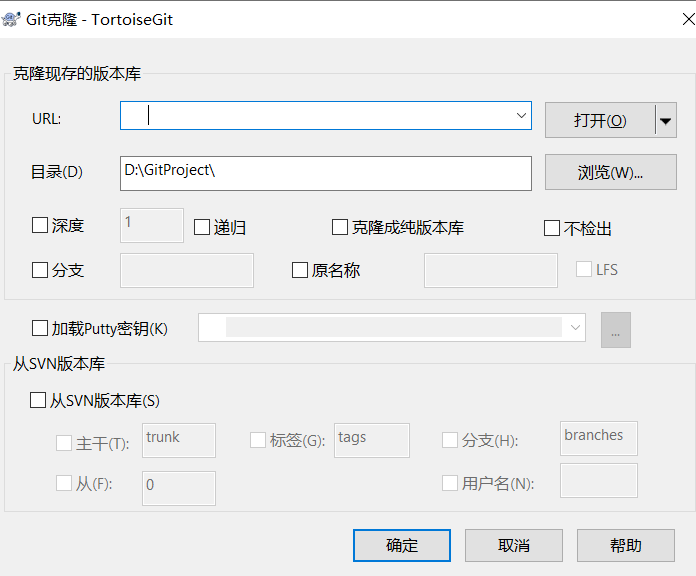 Git克隆 - TortoiseGit
克隆现存的版本库
URL:
打开(O)
目录(D)
D:\GitProject\
浏览(W)...
深度
1
递归
克隆成纯版本库
不检出
分支
原名称
LFS
加载Putty密钥(K)
...
从SVN版本库
从SVN版本库(S)
主干(T):
trunk
标签(G):
tags
分支(H):
branches
从(F):
0
用户名(N):
确定
取消
帮助